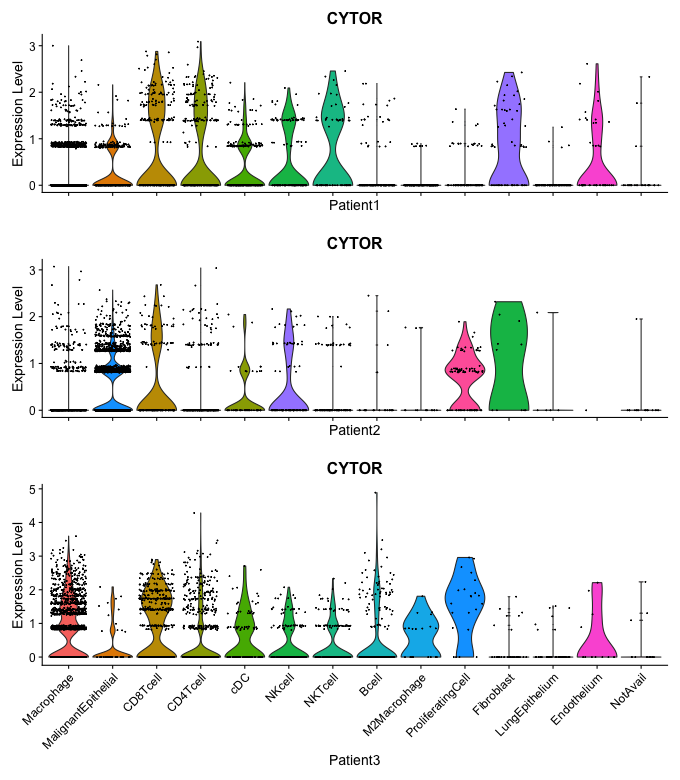 CYTOR
Expression Level
3
2
1
0
Patient1
CYTOR
Expression Level
3
2
1
0
Patient2
CYTOR
Expression Level
5
4
3
2
1
0
Macrophage
MalignantEpithelial
CD8Tcell
CD4Tcell
cDC
NKcell
NKTcell
Bcell
M2Macrophage
ProliferatingCell
Fibroblast
LungEpithelium
Endothelium
NotAvail
Patient3